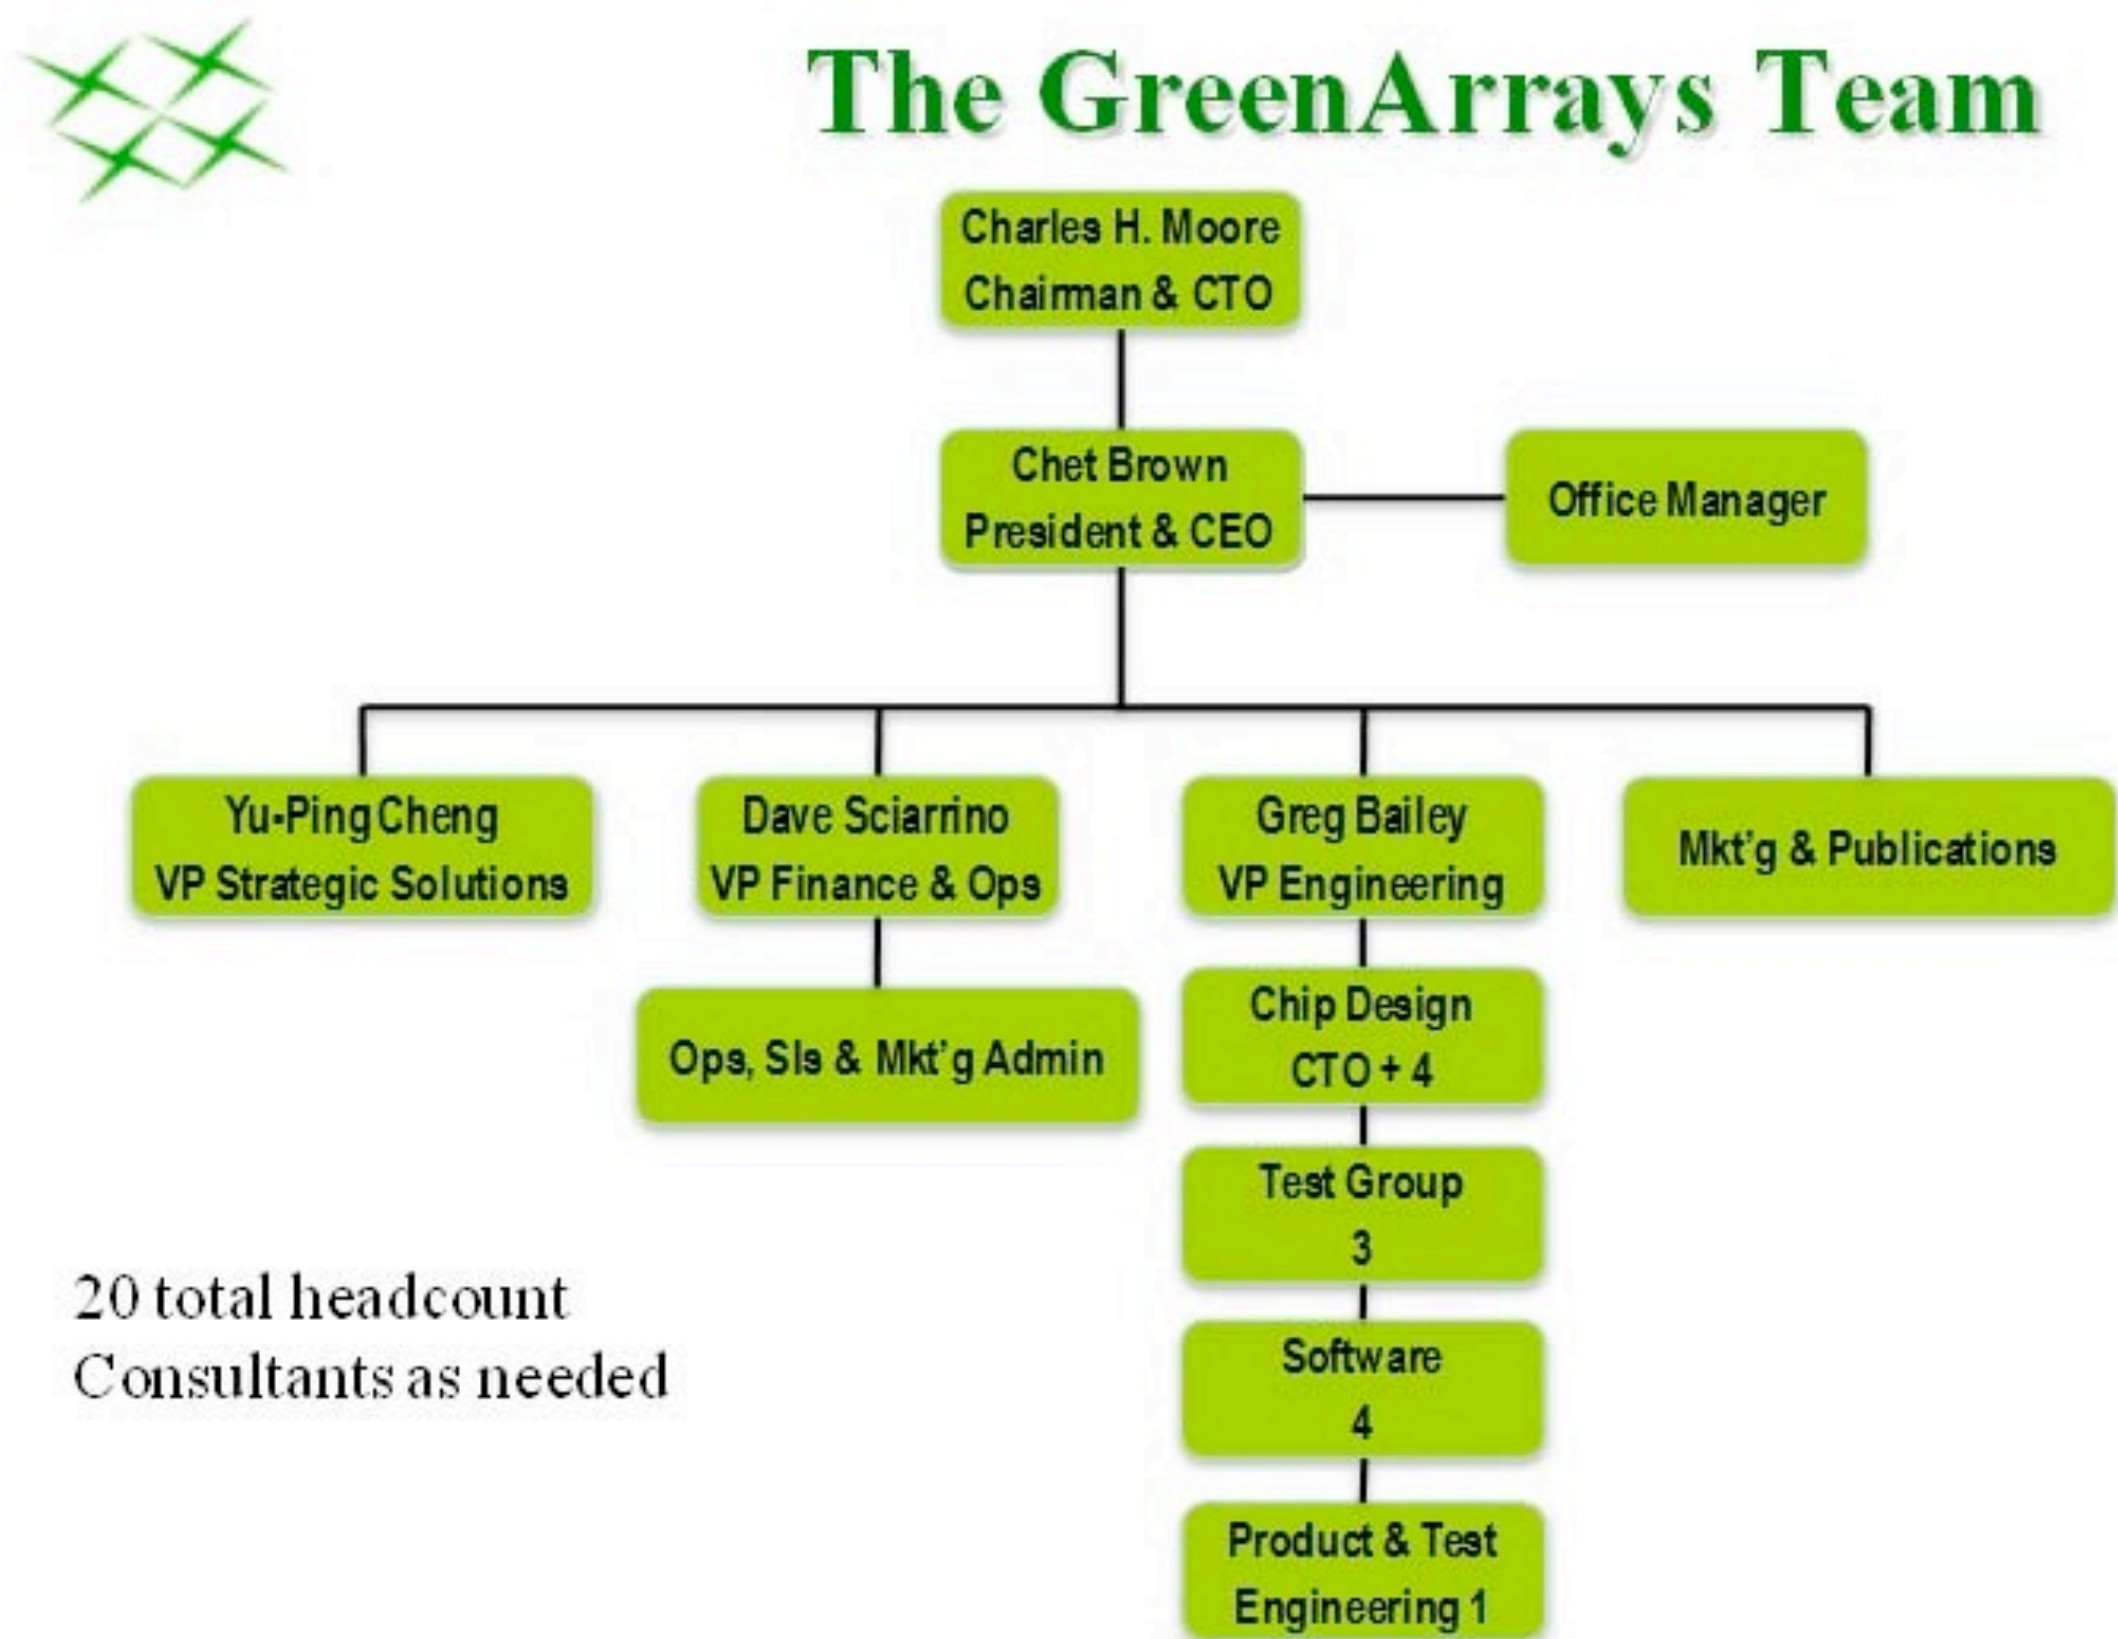 The GreenArrays Team
Charles H. Moore
Chairman & CTO
Chet Brown
President & CEO
Office Manager
Yu-Ping Cheng
VP Strategic Solutions
Dave Sciarrino
VP Finance & Ops
Greg Bailey
VP Engineering
Mkt’g & Publications
Ops, Sls & Mkt’g Admin
Chip Design
CTO + 4
Test Group
3
Software
4
Product & Test
Engineering 1
20 total headcount
Consultants as needed